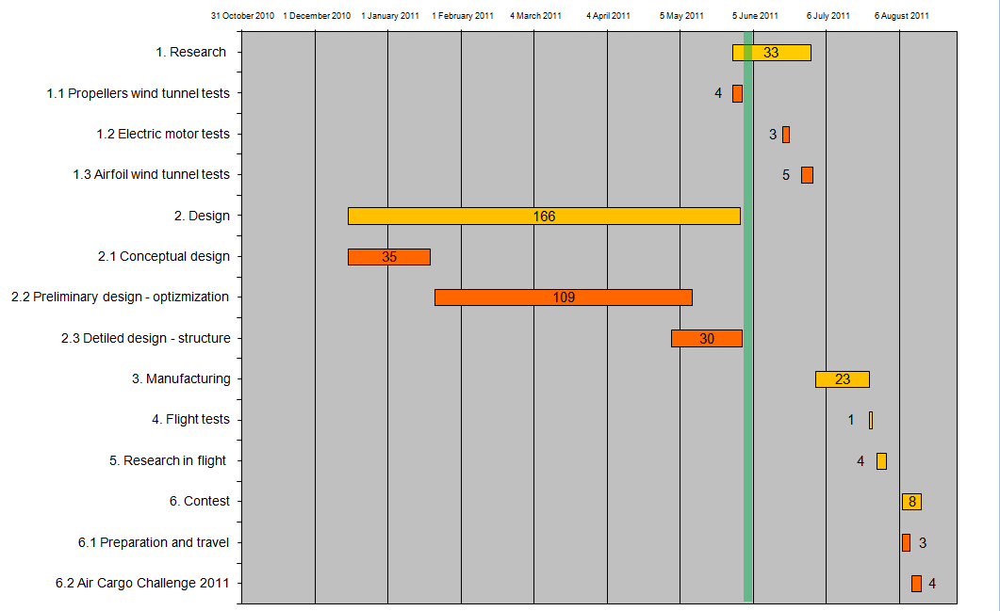 31 October 2010 1 December 2010 1 January 2011 1 February 2011 4 March 2011 4 April 2011 5 May 2011 5 June 2011 6 July 2011 6 August 2011
1. Research 33
1.1 Propellers wind tunnel tests 4
1.2 Electric motor tests 3
1.3 Airfoil wind tunnel tests 5
2. Design 166
2.1 Conceptual design 35
2.2 Preliminary design - optizmization 109
2.3 Detiled design - structure 30
3. Manufacturing 23
4. Flight tests 1
5. Research in flight 4
6. Contest 8
6.1 Preparation and travel 3
6.2 Air Cargo Challenge 2011 4